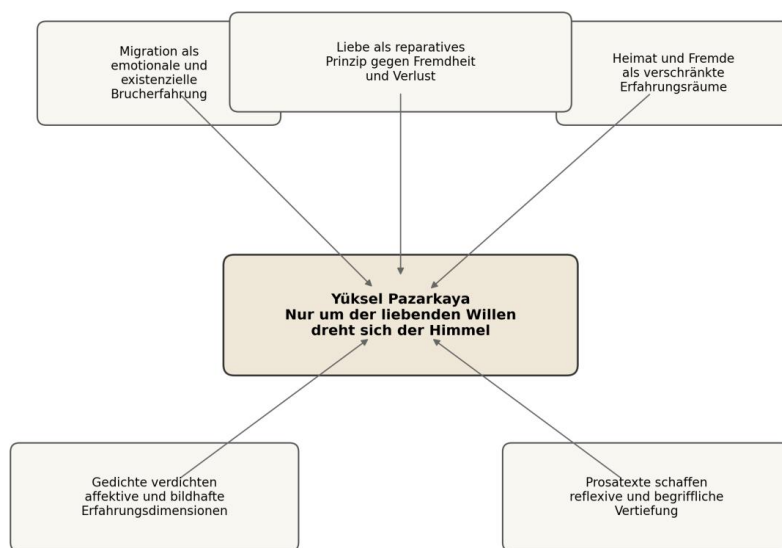 Migration als
emotionale und
existenzielle
Brucherfahrung
Liebe als reparatives
Prinzip gegen Fremdheit
und Verlust
Heimat und Fremde
als verschränkte
Erfahrungsräume
Yüksel Pazarkaya
Nur um der liebenden Willen
dreht sich der Himmel
Gedichte verdichten
affektive und bildhafte
Erfahrungsdimensionen
Prosatexte schaffen
reflexive und begriffliche
Vertiefung